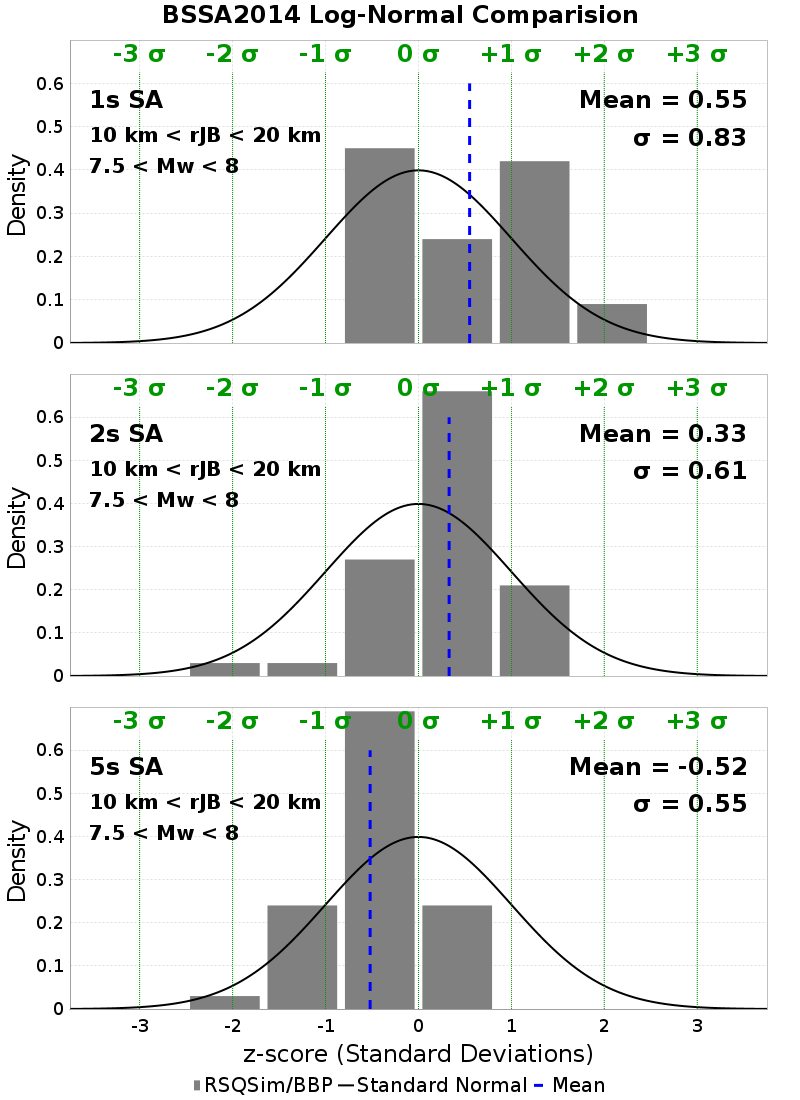 BSSA2014 Log-Normal Comparision
-3 σ -2 σ -1 σ 0 σ +1 σ +2 σ +3 σ
1s SA
10 km < rJB < 20 km
7.5 < Mw < 8
Mean = 0.55
σ = 0.83
Density
0.6
0.5
0.4
0.3
0.2
0.1
0
-3 σ -2 σ -1 σ 0 σ +1 σ +2 σ +3 σ
2s SA
10 km < rJB < 20 km
7.5 < Mw < 8
Mean = 0.33
σ = 0.61
Density
0.6
0.5
0.4
0.3
0.2
0.1
0
-3 σ -2 σ -1 σ 0 σ +1 σ +2 σ +3 σ
5s SA
10 km < rJB < 20 km
7.5 < Mw < 8
Mean = -0.52
σ = 0.55
Density
0.6
0.5
0.4
0.3
0.2
0.1
0
-3 -2 -1 0 1 2 3
z-score (Standard Deviations)
RSQSim/BBP Standard Normal Mean